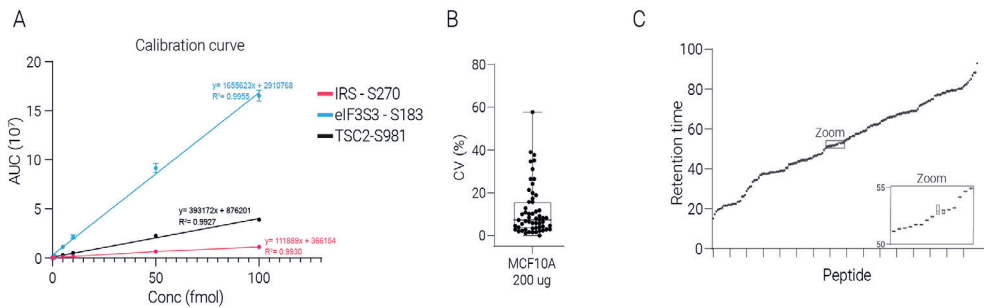 A
Calibration curve
20
15
10
5
0
AUC (10⁷)
0
50
100
Conc (fmol)
y= 1655623x + 2910768
R²= 0.9955
y= 393172x + 876201
R²= 0.9927
y= 111889x + 366154
R²= 0.9930
IRS - S270
eIF3S3 - S183
TSC2-S981
B
80
60
40
20
0
CV (%)
MCF10A
200 ug
C
100
80
60
40
20
0
Retention time
Zoom
Zoom
55
50
Peptide